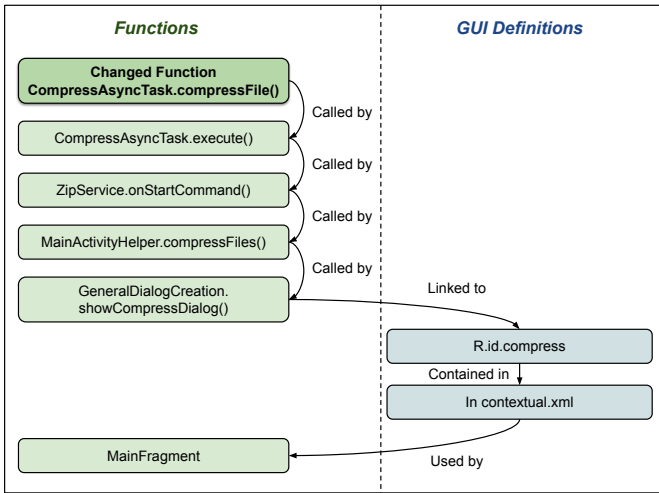 Functions
GUI Definitions
Changed Function
CompressAsyncTask.compressFile()
Called by
CompressAsyncTask.execute()
Called by
ZipService.onStartCommand()
Called by
MainActivityHelper.compressFiles()
Called by
GeneralDialogCreation.
showCompressDialog()
Linked to
R.id.compress
Contained in
In contextual.xml
MainFragment
Used by